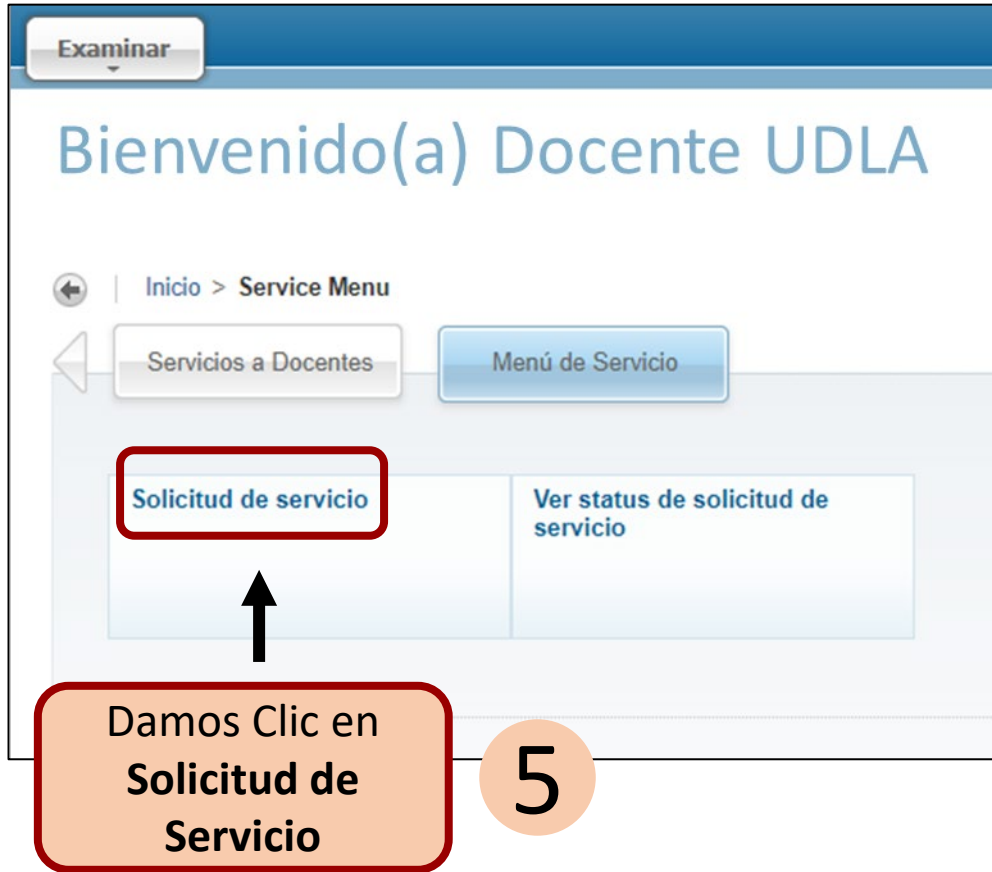 Examinar
Bienvenido(a) Docente UDLA
Inicio > Service Menu
Servicios a Docentes
Menú de Servicio
Solicitud de servicio
Ver status de solicitud de
servicio
Damos Clic en
Solicitud de
Servicio
5